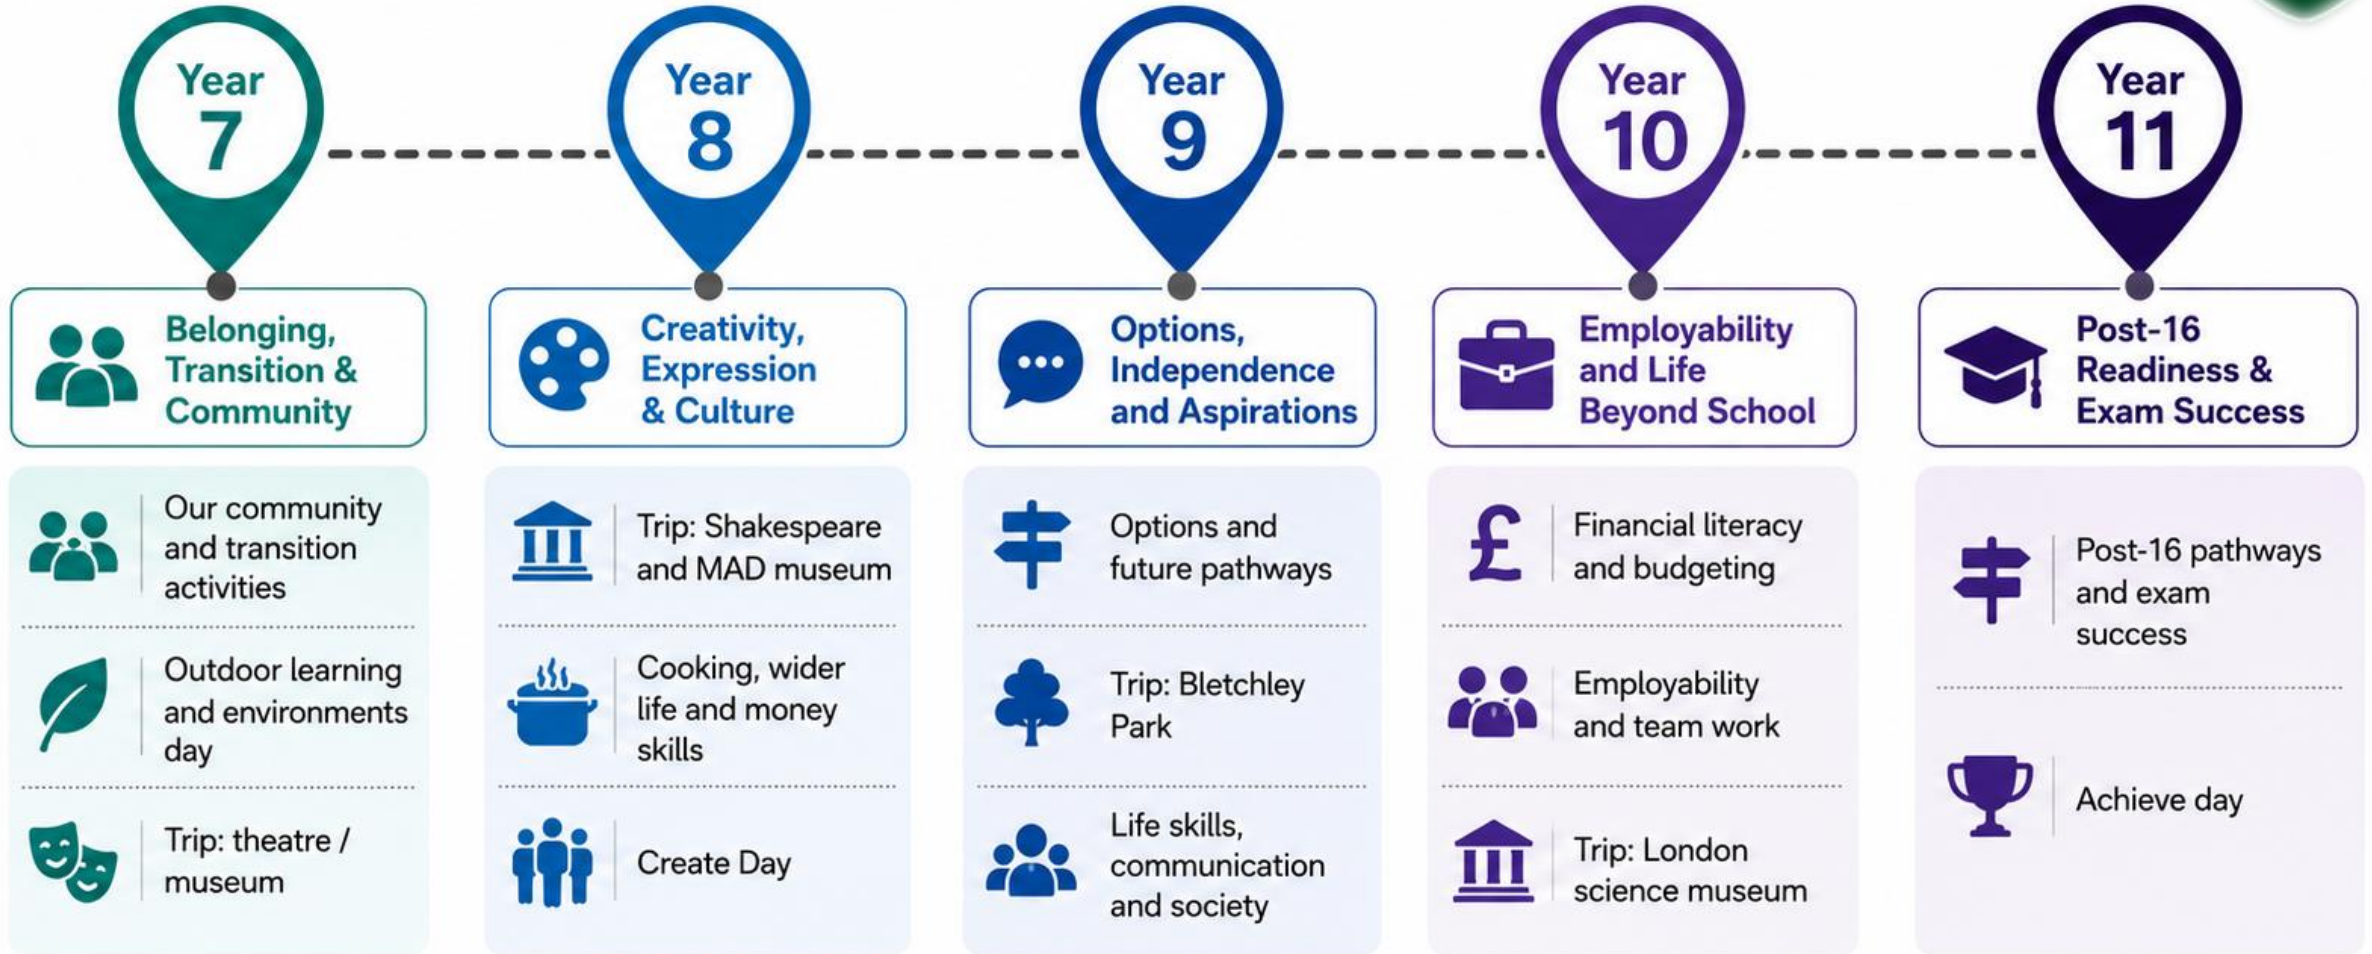 Year
7
Year
8
Year
9
Year
10
Year
11
Belonging,
Transition &
Community
Creativity,
Expression
& Culture
Options,
Independence
and Aspirations
Employability
and Life
Beyond School
Post-16
Readiness &
Exam Success
Our community
and transition
activities
Outdoor learning
and environments
day
Trip: theatre /
museum
Trip: Shakespeare
and MAD museum
Cooking, wider
life and money
skills
Create Day
Options and
future pathways
Trip: Bletchley
Park
Life skills,
communication
and society
£
Financial literacy
and budgeting
Employability
and team work
Trip: London
science museum
Post-16 pathways
and exam
success
Achieve day